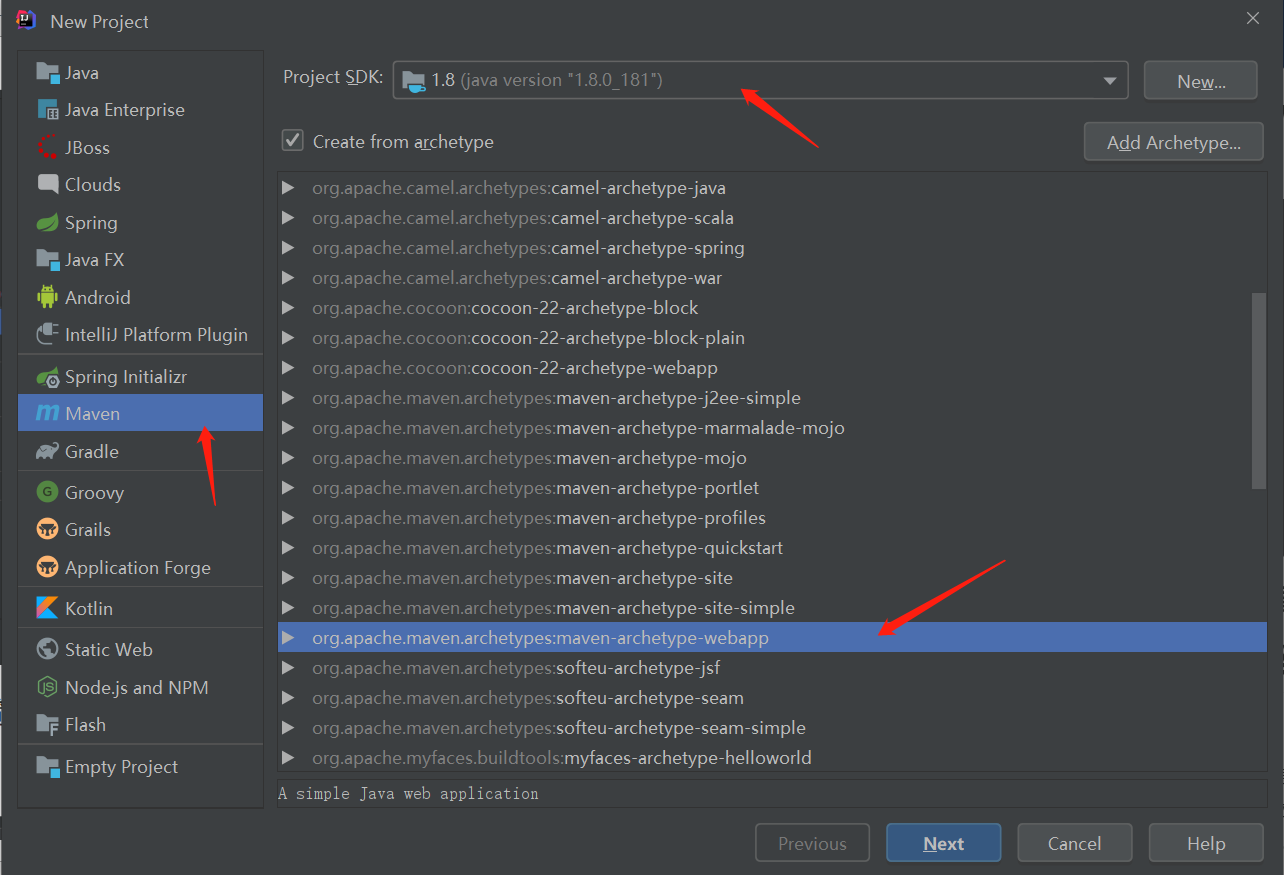 New Project
Java
Java Enterprise
JBoss
Clouds
Spring
Java FX
Android
IntelliJ Platform Plugin
Spring Initializr
Maven
Gradle
Groovy
Grails
Application Forge
Kotlin
Static Web
Node.js and NPM
Flash
Empty Project
Project SDK: 1.8 (java version "1.8.0_181") New...
Create from archetype Add Archetype...
org.apache.camel.archetypes:camel-archetype-java
org.apache.camel.archetypes:camel-archetype-scala
org.apache.camel.archetypes:camel-archetype-spring
org.apache.camel.archetypes:camel-archetype-war
org.apache.cocoon:cocoon-22-archetype-block
org.apache.cocoon:cocoon-22-archetype-block-plain
org.apache.cocoon:cocoon-22-archetype-webapp
org.apache.maven.archetypes:maven-archetype-j2ee-simple
org.apache.maven.archetypes:maven-archetype-marmalade-mojo
org.apache.maven.archetypes:maven-archetype-mojo
org.apache.maven.archetypes:maven-archetype-portlet
org.apache.maven.archetypes:maven-archetype-profiles
org.apache.maven.archetypes:maven-archetype-quickstart
org.apache.maven.archetypes:maven-archetype-site
org.apache.maven.archetypes:maven-archetype-site-simple
org.apache.maven.archetypes:maven-archetype-webapp
org.apache.maven.archetypes:softeu-archetype-jsf
org.apache.maven.archetypes:softeu-archetype-seam
org.apache.maven.archetypes:softeu-archetype-seam-simple
org.apache.myfaces.buildtools:myfaces-archetype-helloworld
A simple Java web application
Previous Next Cancel Help